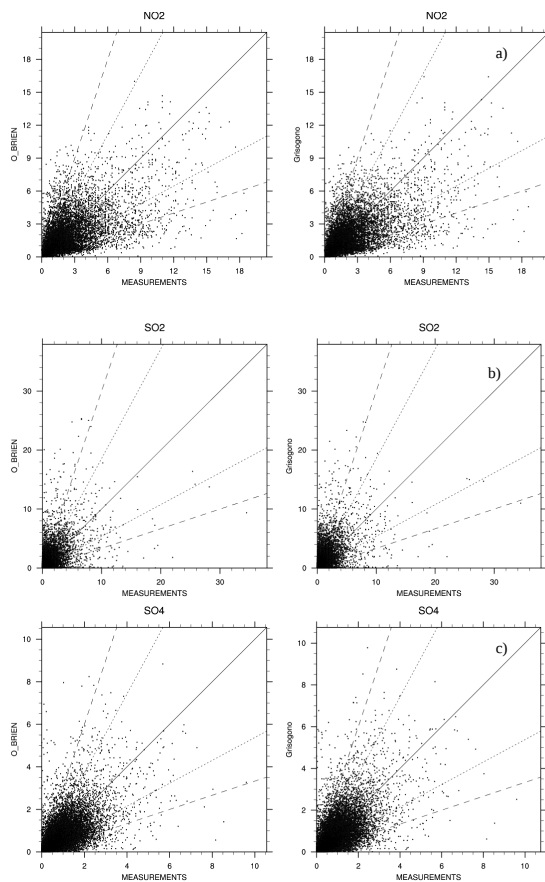 NO2 NO2
a)
18 18
15 15
12 12
O_BRIEN Grisogono
9 9
6 6
3 3
0 0
0 3 6 9 12 15 18 0 3 6 9 12 15 18
MEASUREMENTS MEASUREMENTS
SO2 SO2
b)
30 30
O_BRIEN Grisogono
20 20
10 10
0 0
0 10 20 30 0 10 20 30
MEASUREMENTS MEASUREMENTS
SO4 SO4
c)
10 10
8 8
6 6
O_BRIEN Grisogono
4 4
2 2
0 0
0 2 4 6 8 10 0 2 4 6 8 10
MEASUREMENTS MEASUREMENTS